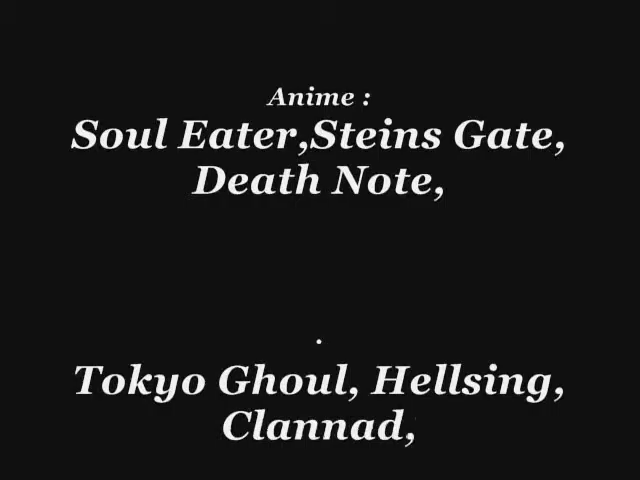 Anime :
Soul Eater,Steins Gate,
Death Note,
.
Tokyo Ghoul, Hellsing,
Clannad,